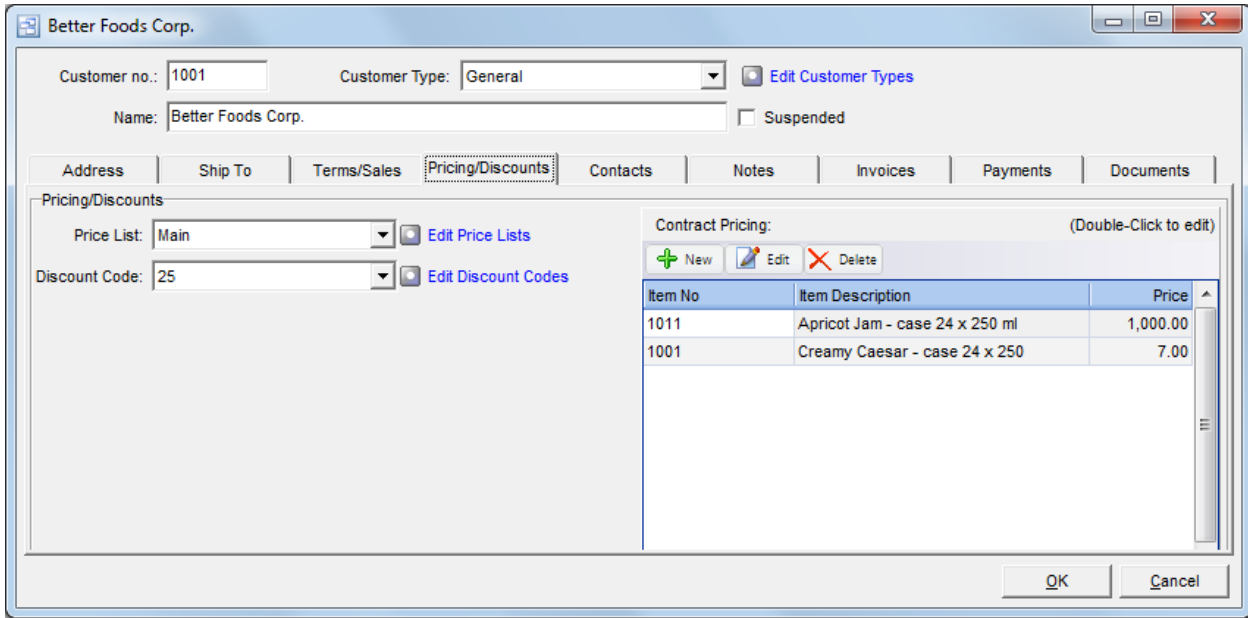 Better Foods Corp.
Customer no.: 1001 Customer Type: General Edit Customer Types
Name: Better Foods Corp. Suspended
Address Ship To Terms/Sales Pricing/Discounts Contacts Notes Invoices Payments Documents
Pricing/Discounts
Price List: Main Edit Price Lists
Discount Code: 25 Edit Discount Codes
Contract Pricing: (Double-Click to edit)
New Edit Delete
Item No Item Description Price
1011 Apricot Jam - case 24 x 250 ml 1,000.00
1001 Creamy Caesar - case 24 x 250 7.00
OK Cancel